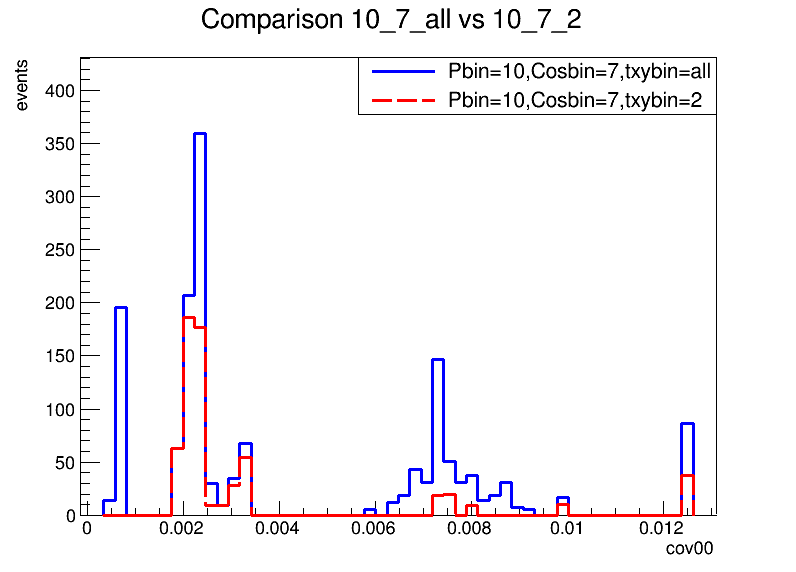 Comparison 10_7_all vs 10_7_2
events
Pbin=10,Cosbin=7,txybin=all
Pbin=10,Cosbin=7,txybin=2
400
350
300
250
200
150
100
50
0
0 0.002 0.004 0.006 0.008 0.01 0.012
cov00